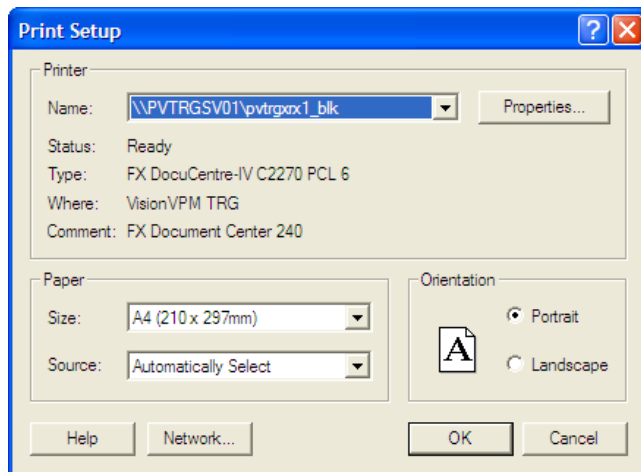 Print Setup
Printer
Name: \\PVTRGSV01\pvtrgxrx1_blk Properties...
Status: Ready
Type: FX DocuCentre-IV C2270 PCL 6
Where: VisionVPM TRG
Comment: FX Document Center 240
Paper
Size: A4 (210 x 297mm)
Source: Automatically Select
Orientation
A
Portrait
Landscape
Help Network... OK Cancel